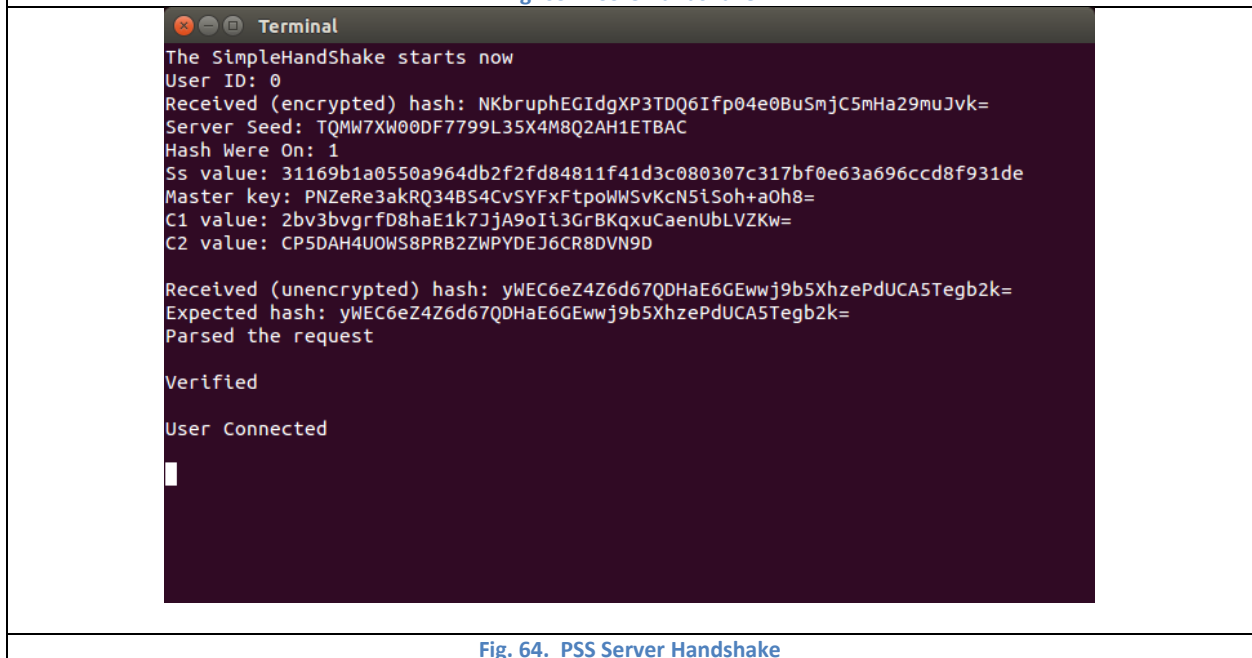 Terminal
The SimpleHandShake starts now
User ID: 0
Received (encrypted) hash: NKbruphEGIdgXP3TDQ6Ifp04e0BuSmjC5mHa29muJvk=
Server Seed: TQMW7XW00DF7799L35X4M8Q2AH1ETBAC
Hash Were On: 1
Ss value: 31169b1a0550a964db2f2fd84811f41d3c080307c317bf0e63a696ccd8f931de
Master key: PNZeRe3akRQ34BS4CvSYFxFtpoWWSvKcN5iSoh+aOh8=
C1 value: 2bv3bvgrfD8haE1k7JjA9oIi3GrBKqxuCaenUbLVZKw=
C2 value: CP5DAH4UOWS8PRB2ZWPYDEJ6CR8DVN9D
Received (unencrypted) hash: yWEC6eZ4Z6d67QDHaE6GEwwj9b5XhzePdUCA5Tegb2k=
Expected hash: yWEC6eZ4Z6d67QDHaE6GEwwj9b5XhzePdUCA5Tegb2k=
Parsed the request
Verified
User Connected
Fig. 64. PSS Server Handshake